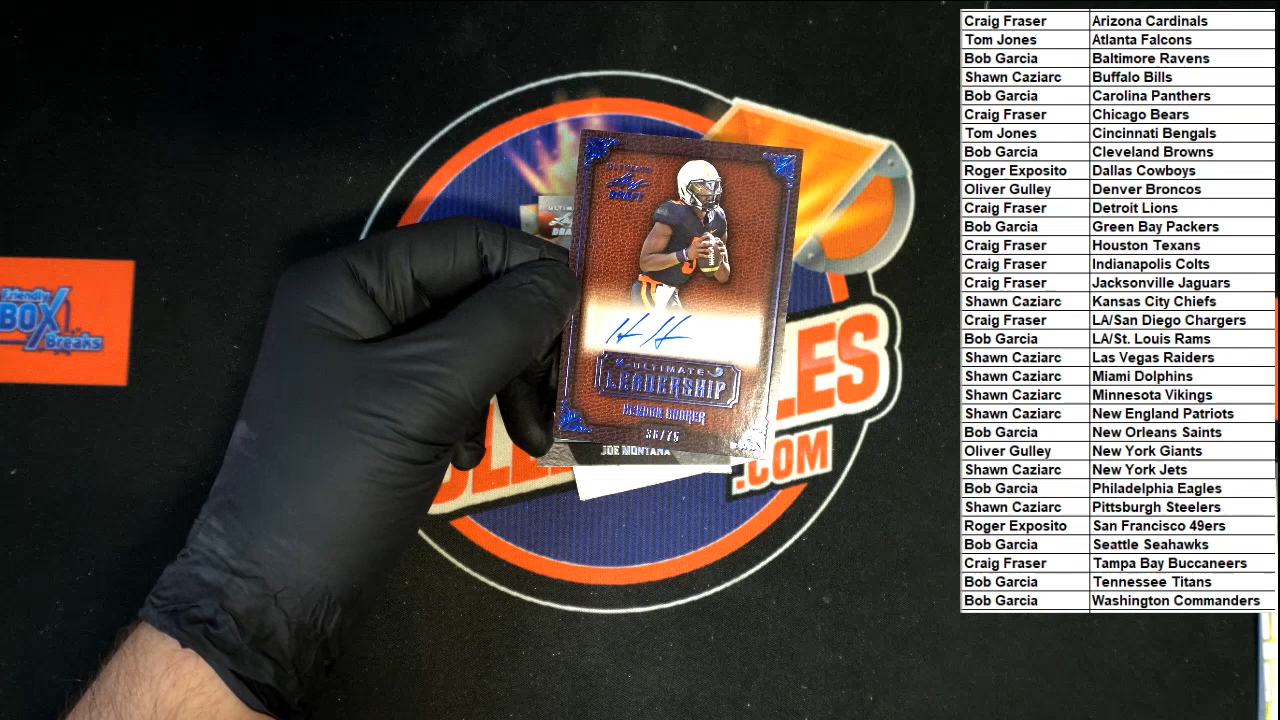 Craig Fraser Arizona Cardinals
Tom Jones Atlanta Falcons
Bob Garcia Baltimore Ravens
Shawn Caziarc Buffalo Bills
Bob Garcia Carolina Panthers
Craig Fraser Chicago Bears
Tom Jones Cincinnati Bengals
Bob Garcia Cleveland Browns
Roger Exposito Dallas Cowboys
Oliver Gulley Denver Broncos
Craig Fraser Detroit Lions
Bob Garcia Green Bay Packers
Craig Fraser Houston Texans
Craig Fraser Indianapolis Colts
Craig Fraser Jacksonville Jaguars
Shawn Caziarc Kansas City Chiefs
Craig Fraser LA/San Diego Chargers
Bob Garcia LA/St. Louis Rams
Shawn Caziarc Las Vegas Raiders
Shawn Caziarc Miami Dolphins
Shawn Caziarc Minnesota Vikings
Shawn Caziarc New England Patriots
Bob Garcia New Orleans Saints
Oliver Gulley New York Giants
Shawn Caziarc New York Jets
Bob Garcia Philadelphia Eagles
Shawn Caziarc Pittsburgh Steelers
Roger Exposito San Francisco 49ers
Bob Garcia Seattle Seahawks
Craig Fraser Tampa Bay Buccaneers
Bob Garcia Tennessee Titans
Bob Garcia Washington Commanders
Friendly
BOX
Breaks
Leaf
DRAFT
ULTIMATE
LEADERSHIP
HENDON HOOKER
JOE MONTANA
LES
.COM